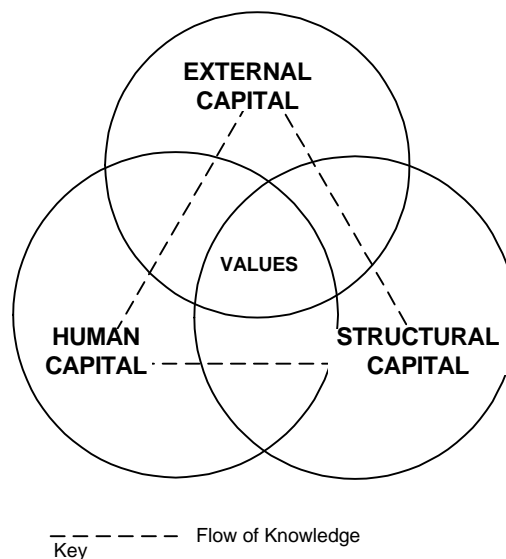 EXTERNAL
CAPITAL
VALUES
HUMAN
CAPITAL
STRUCTURAL
CAPITAL
Flow of Knowledge
Key